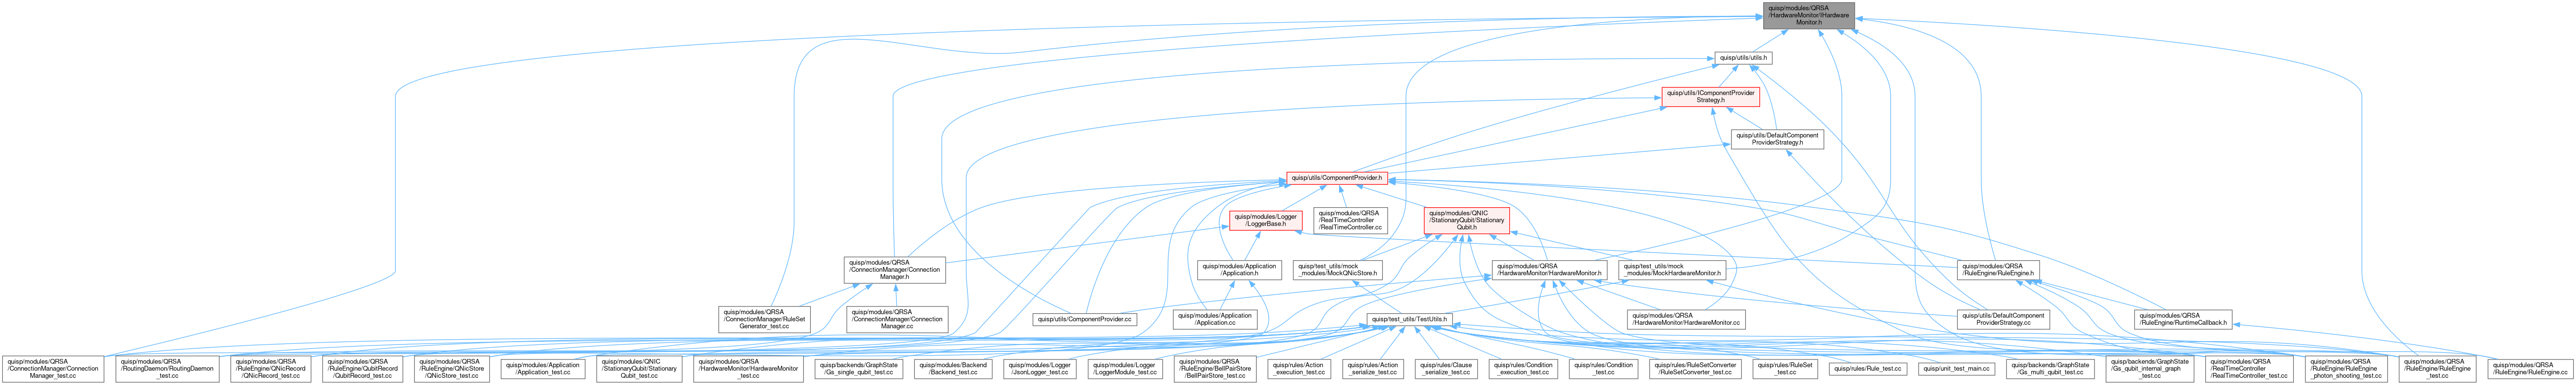 quisp/modules/QRSA
/HardwareMonitor/IHardware
Monitor.h
quisp/utils/utils.h
quisp/utils/IComponentProvider
Strategy.h
quisp/utils/DefaultComponent
ProviderStrategy.h
quisp/utils/ComponentProvider.h
quisp/modules/Logger
/LoggerBase.h
quisp/modules/QRSA
/RealTimeController
/RealTimeController.cc
quisp/modules/QNIC
/StationaryQubit/Stationary
Qubit.h
quisp/modules/QRSA
/ConnectionManager/Connection
Manager.h
quisp/modules/Application
/Application.h
quisp/test_utils/mock
_modules/MockQNicStore.h
quisp/modules/QRSA
/HardwareMonitor/HardwareMonitor.h
quisp/test_utils/mock
_modules/MockHardwareMonitor.h
quisp/modules/QRSA
/RuleEngine/RuleEngine.h
quisp/modules/QRSA
/ConnectionManager/RuleSet
Generator_test.cc
quisp/modules/QRSA
/ConnectionManager/Connection
Manager.cc
quisp/utils/ComponentProvider.cc
quisp/modules/Application
/Application.cc
quisp/test_utils/TestUtils.h
quisp/modules/QRSA
/HardwareMonitor/HardwareMonitor.cc
quisp/utils/DefaultComponent
ProviderStrategy.cc
quisp/modules/QRSA
/RuleEngine/RuntimeCallback.h
quisp/modules/QRSA
/ConnectionManager/Connection
Manager_test.cc
quisp/modules/QRSA
/RoutingDaemon/RoutingDaemon
_test.cc
quisp/modules/QRSA
/RuleEngine/QNicRecord
/QNicRecord_test.cc
quisp/modules/QRSA
/RuleEngine/QubitRecord
/QubitRecord_test.cc
quisp/modules/QRSA
/RuleEngine/QNicStore
/QNicStore_test.cc
quisp/modules/Application
/Application_test.cc
quisp/modules/QNIC
/StationaryQubit/Stationary
Qubit_test.cc
quisp/modules/QRSA
/HardwareMonitor/HardwareMonitor
_test.cc
quisp/backends/GraphState
/Gs_single_qubit_test.cc
quisp/modules/Backend
/Backend_test.cc
quisp/modules/Logger
/JsonLogger_test.cc
quisp/modules/Logger
/LoggerModule_test.cc
quisp/modules/QRSA
/RuleEngine/BellPairStore
/BellPairStore_test.cc
quisp/rules/Action
_execution_test.cc
quisp/rules/Action
_serialize_test.cc
quisp/rules/Clause
_serialize_test.cc
quisp/rules/Condition
_execution_test.cc
quisp/rules/Condition
_test.cc
quisp/rules/RuleSetConverter
/RuleSetConverter_test.cc
quisp/rules/RuleSet
_test.cc
quisp/rules/Rule_test.cc
quisp/unit_test_main.cc
quisp/backends/GraphState
/Gs_multi_qubit_test.cc
quisp/backends/GraphState
/Gs_qubit_internal_graph
_test.cc
quisp/modules/QRSA
/RealTimeController
/RealTimeController_test.cc
quisp/modules/QRSA
/RuleEngine/RuleEngine
_photon_shooting_test.cc
quisp/modules/QRSA
/RuleEngine/RuleEngine
_test.cc
quisp/modules/QRSA
/RuleEngine/RuleEngine.cc